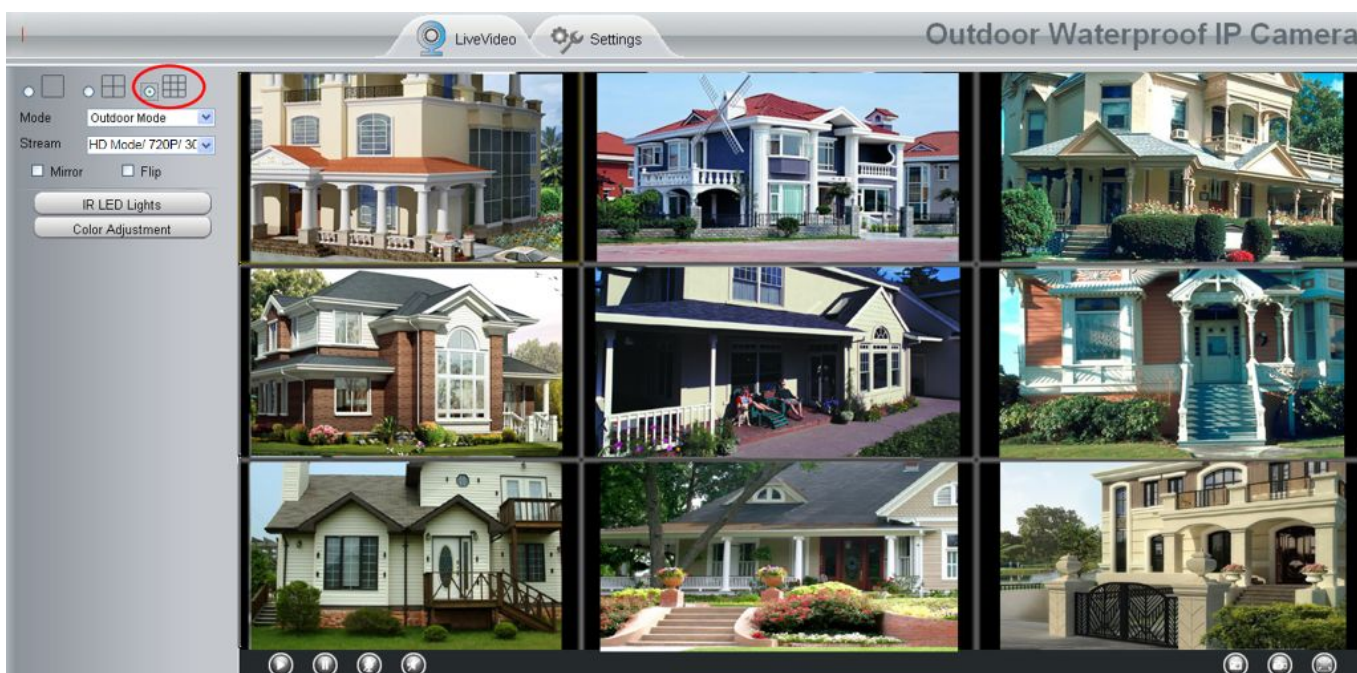 LiveVideo
Settings
Outdoor Waterproof IP Camera
Mode
Outdoor Mode
Stream
HD Mode/ 720P/ 30
Mirror
Flip
IR LED Lights
Color Adjustment